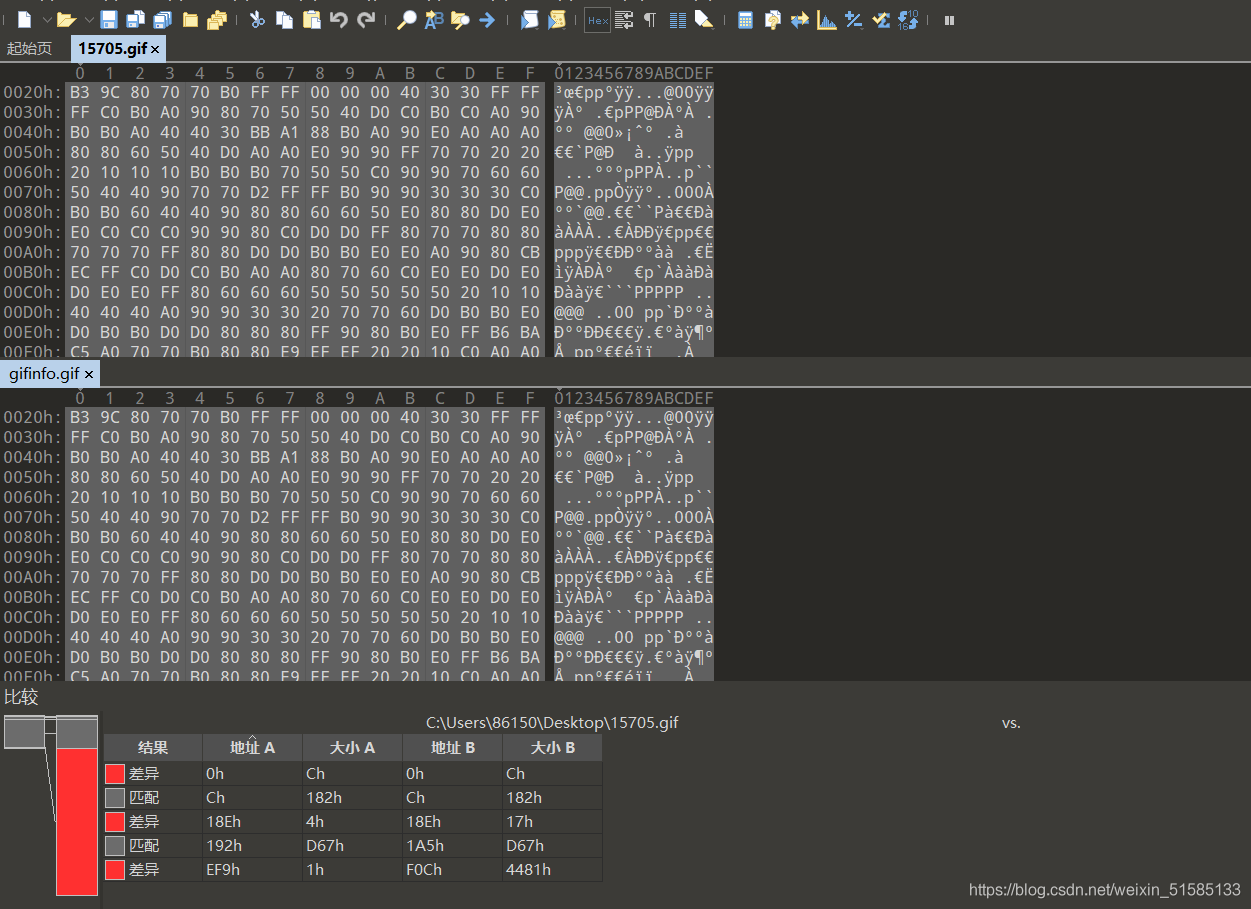 起始页 15705.gif ×
0 1 2 3 4 5 6 7 8 9 A B C D E F 0123456789ABCDEF
0020h: B3 9C 80 70 70 B0 FF FF 00 00 00 40 30 30 FF FF ³œ€pp°ÿÿ...@00ÿÿ
0030h: FF C0 B0 A0 90 80 70 50 50 40 D0 C0 B0 C0 A0 90 ÿÀ° .€pPP@ÐÀ°À .
0040h: B0 B0 A0 40 40 30 BB A1 88 B0 A0 90 E0 A0 A0 A0 °° @@0»¡ˆ° .à
0050h: 80 80 60 50 40 D0 A0 A0 E0 90 90 FF 70 70 20 20 €€`P@Ð  à..ÿpp
0060h: 20 10 10 10 B0 B0 B0 70 50 50 C0 90 90 70 60 60 ...°°°pPPÀ..p``
0070h: 50 40 40 90 70 70 D2 FF FF B0 90 90 30 30 30 C0 P@@.ppÒÿÿ°..000À
0080h: B0 B0 60 40 40 90 80 80 60 60 50 E0 80 80 D0 E0 °°`@@.€€``Pà€€Ðà
0090h: E0 C0 C0 C0 90 90 80 C0 D0 D0 FF 80 70 70 80 80 àÀÀÀ..€ÀÐÐÿ€pp€€
00A0h: 70 70 70 FF 80 80 D0 D0 B0 B0 E0 E0 A0 90 80 CB pppÿ€€ÐÐ°°àà .€Ë
00B0h: EC FF C0 D0 C0 B0 A0 A0 80 70 60 C0 E0 E0 D0 E0 ìÿÀÐÀ°  €p`ÀààÐà
00C0h: D0 E0 E0 FF 80 60 60 60 50 50 50 50 50 20 10 10 Ðààÿ€```PPPPP ..
00D0h: 40 40 40 A0 90 90 30 30 20 70 70 60 D0 B0 B0 E0 @@@ ..00 pp`Ð°°à
00E0h: D0 B0 B0 D0 D0 80 80 80 FF 90 80 B0 E0 FF B6 BA Ð°°ÐÐ€€€ÿ.€°àÿ¶º
00F0h: C5 A0 70 70 B0 80 80 E9 EF EF 20 20 10 C0 A0 A0 Å pp°€€éïï  .À
gifinfo.gif ×
0 1 2 3 4 5 6 7 8 9 A B C D E F 0123456789ABCDEF
0020h: B3 9C 80 70 70 B0 FF FF 00 00 00 40 30 30 FF FF ³œ€pp°ÿÿ...@00ÿÿ
0030h: FF C0 B0 A0 90 80 70 50 50 40 D0 C0 B0 C0 A0 90 ÿÀ° .€pPP@ÐÀ°À .
0040h: B0 B0 A0 40 40 30 BB A1 88 B0 A0 90 E0 A0 A0 A0 °° @@0»¡ˆ° .à
0050h: 80 80 60 50 40 D0 A0 A0 E0 90 90 FF 70 70 20 20 €€`P@Ð  à..ÿpp
0060h: 20 10 10 10 B0 B0 B0 70 50 50 C0 90 90 70 60 60 ...°°°pPPÀ..p``
0070h: 50 40 40 90 70 70 D2 FF FF B0 90 90 30 30 30 C0 P@@.ppÒÿÿ°..000À
0080h: B0 B0 60 40 40 90 80 80 60 60 50 E0 80 80 D0 E0 °°`@@.€€``Pà€€Ðà
0090h: E0 C0 C0 C0 90 90 80 C0 D0 D0 FF 80 70 70 80 80 àÀÀÀ..€ÀÐÐÿ€pp€€
00A0h: 70 70 70 FF 80 80 D0 D0 B0 B0 E0 E0 A0 90 80 CB pppÿ€€ÐÐ°°àà .€Ë
00B0h: EC FF C0 D0 C0 B0 A0 A0 80 70 60 C0 E0 E0 D0 E0 ìÿÀÐÀ°  €p`ÀààÐà
00C0h: D0 E0 E0 FF 80 60 60 60 50 50 50 50 50 20 10 10 Ðààÿ€```PPPPP ..
00D0h: 40 40 40 A0 90 90 30 30 20 70 70 60 D0 B0 B0 E0 @@@ ..00 pp`Ð°°à
00E0h: D0 B0 B0 D0 D0 80 80 80 FF 90 80 B0 E0 FF B6 BA Ð°°ÐÐ€€€ÿ.€°àÿ¶º
00F0h: C5 A0 70 70 B0 80 80 E9 EF EF 20 20 10 C0 A0 A0 Å pp°€€éïï  .À
比较
C:\Users\86150\Desktop\15705.gif vs.
结果 地址 A 大小 A 地址 B 大小 B
差异 0h Ch 0h Ch
匹配 Ch 182h Ch 182h
差异 18Eh 4h 18Eh 17h
匹配 192h D67h 1A5h D67h
差异 EF9h 1h F0Ch 4481h
https://blog.csdn.net/weixin_51585133